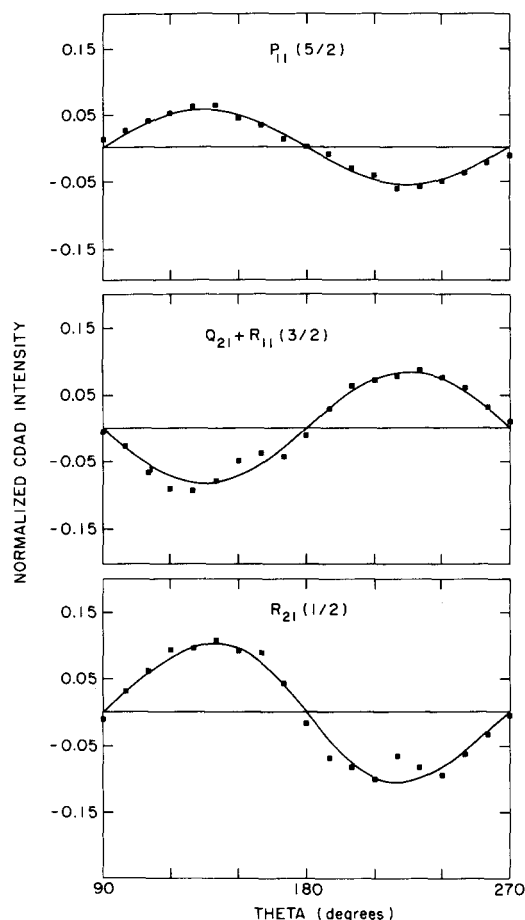 P11 (5/2)
0.15
0.05
-0.05
-0.15
Q21 + R11 (3/2)
0.15
0.05
-0.05
-0.15
R21 (1/2)
0.15
0.05
-0.05
-0.15
NORMALIZED CDAD INTENSITY
90 180 270
THETA (degrees)